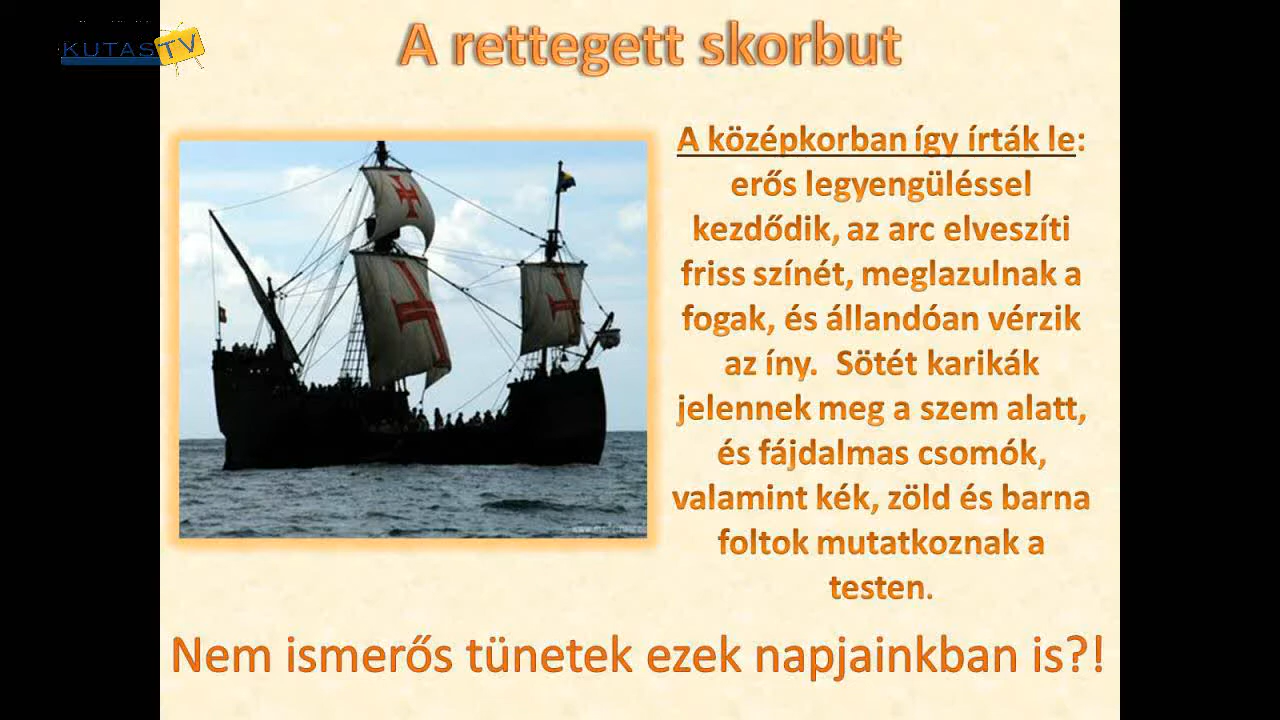 KUTAS TV
A rettegett skorbut
A középkorban így írták le:
erős legyengüléssel
kezdődik, az arc elveszíti
friss színét, meglazulnak a
fogak, és állandóan vérzik
az íny.  Sötét karikák
jelennek meg a szem alatt,
és fájdalmas csomók,
valamint kék, zöld és barna
foltok mutatkoznak a
testen.
Nem ismerős tünetek ezek napjainkban is?!